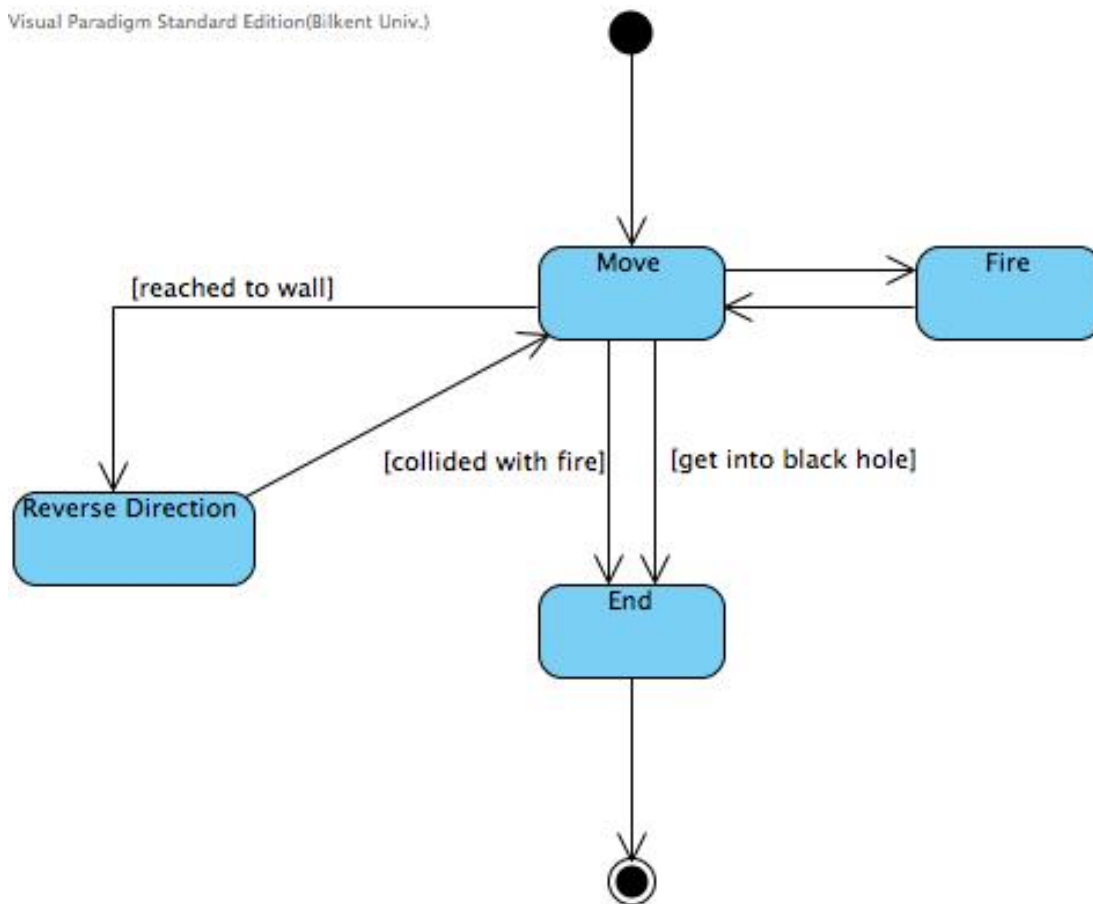 Visual Paradigm Standard Edition(Bilkent Univ.)
Move
Fire
[reached to wall]
[collided with fire]
[get into black hole]
Reverse Direction
End